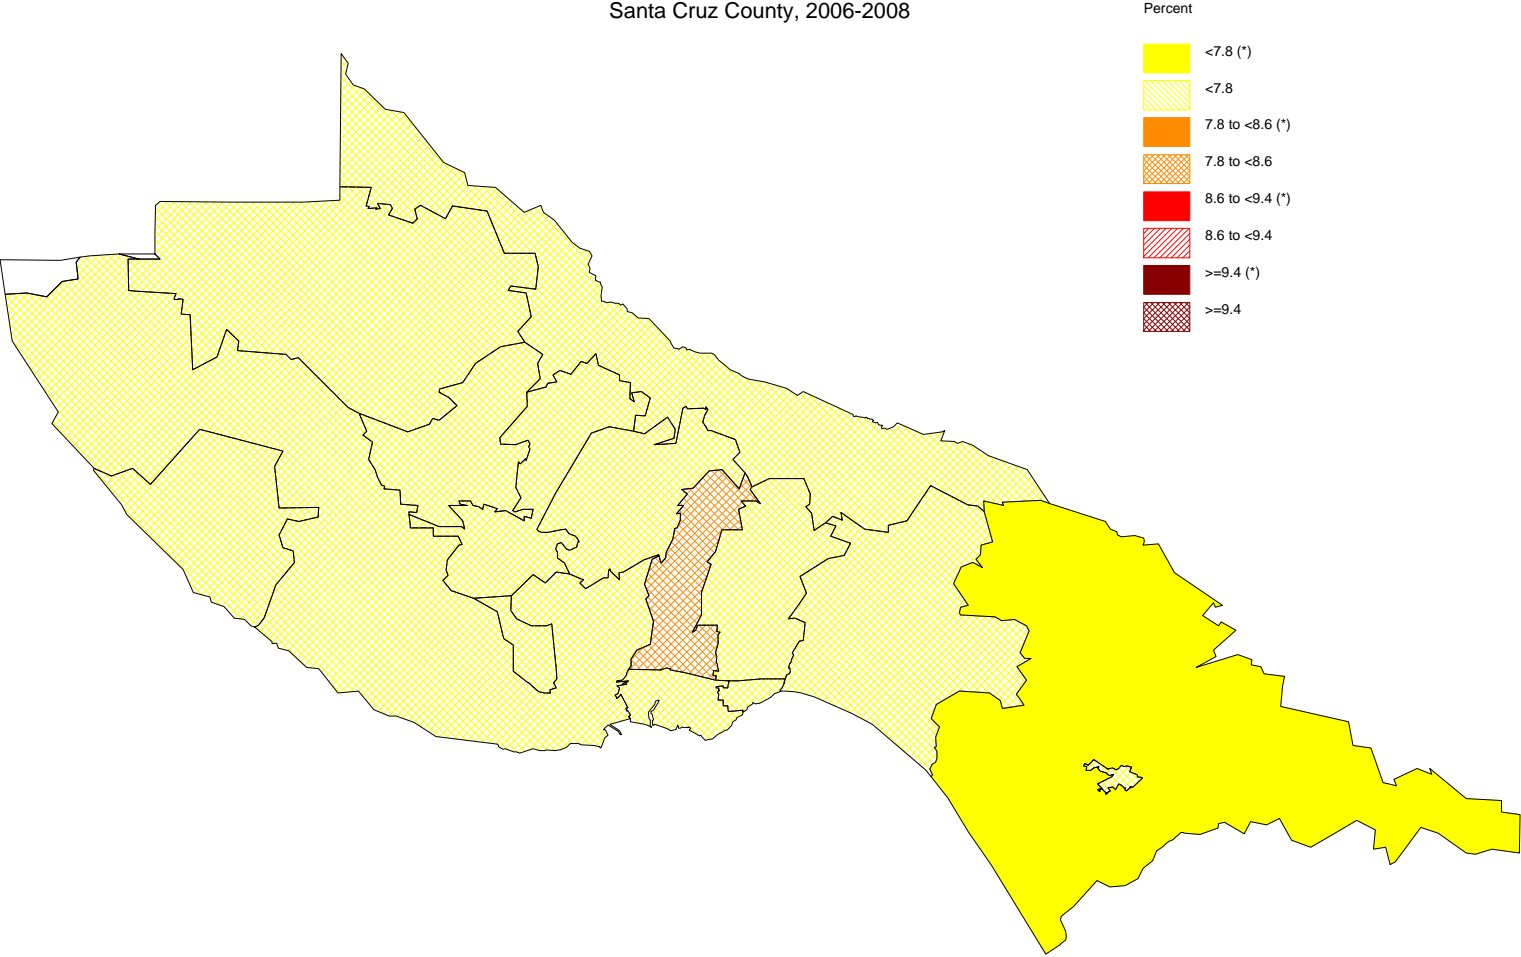 Santa Cruz County, 2006-2008
Percent
<7.8 (*)
<7.8
7.8 to <8.6 (*)
7.8 to <8.6
8.6 to <9.4 (*)
8.6 to <9.4
>=9.4 (*)
>=9.4